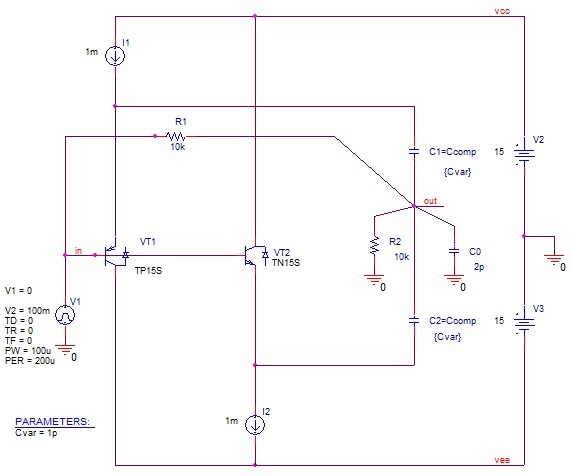 vcc
I1
1m
R1
10k
C1=Ccomp
{Cvar}
15
V2
out
in
VT1
TP15S
VT2
TN15S
R2
10k
C0
2p
0
0
0
V1 = 0
V2 = 100m
TD = 0
TR = 0
TF = 0
PW = 100u
PER = 200u
V1
0
C2=Ccomp
{Cvar}
15
V3
I2
1m
PARAMETERS:
Cvar = 1p
vee